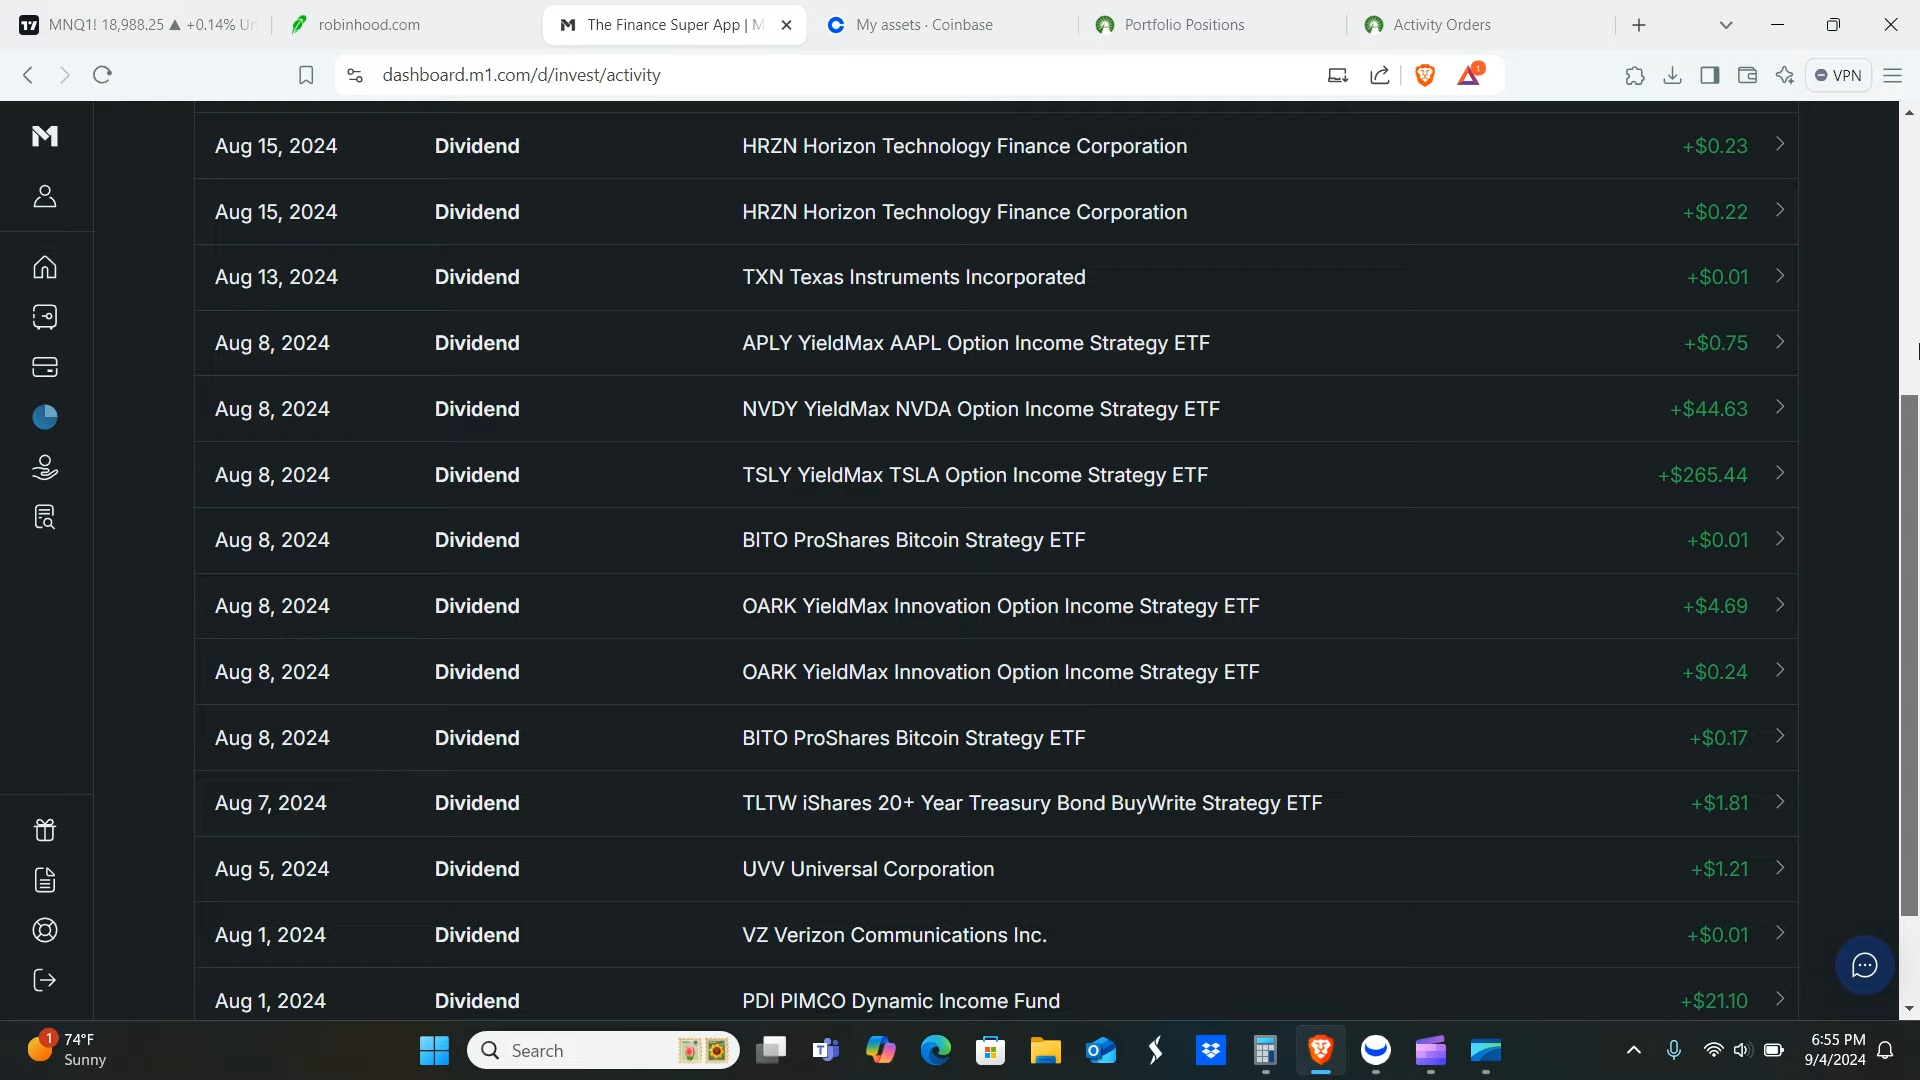 MNQ1! 18,988.25 ▲ +0.14% Ur
robinhood.com
The Finance Super App | M
My assets · Coinbase
Portfolio Positions
Activity Orders
dashboard.m1.com/d/invest/activity
1
VPN
Aug 15, 2024 Dividend HRZN Horizon Technology Finance Corporation +$0.23
Aug 15, 2024 Dividend HRZN Horizon Technology Finance Corporation +$0.22
Aug 13, 2024 Dividend TXN Texas Instruments Incorporated +$0.01
Aug 8, 2024 Dividend APLY YieldMax AAPL Option Income Strategy ETF +$0.75
Aug 8, 2024 Dividend NVDY YieldMax NVDA Option Income Strategy ETF +$44.63
Aug 8, 2024 Dividend TSLY YieldMax TSLA Option Income Strategy ETF +$265.44
Aug 8, 2024 Dividend BITO ProShares Bitcoin Strategy ETF +$0.01
Aug 8, 2024 Dividend OARK YieldMax Innovation Option Income Strategy ETF +$4.69
Aug 8, 2024 Dividend OARK YieldMax Innovation Option Income Strategy ETF +$0.24
Aug 8, 2024 Dividend BITO ProShares Bitcoin Strategy ETF +$0.17
Aug 7, 2024 Dividend TLTW iShares 20+ Year Treasury Bond BuyWrite Strategy ETF +$1.81
Aug 5, 2024 Dividend UVV Universal Corporation +$1.21
Aug 1, 2024 Dividend VZ Verizon Communications Inc. +$0.01
Aug 1, 2024 Dividend PDI PIMCO Dynamic Income Fund +$21.10
1
74°F
Sunny
Search
6:55 PM
9/4/2024